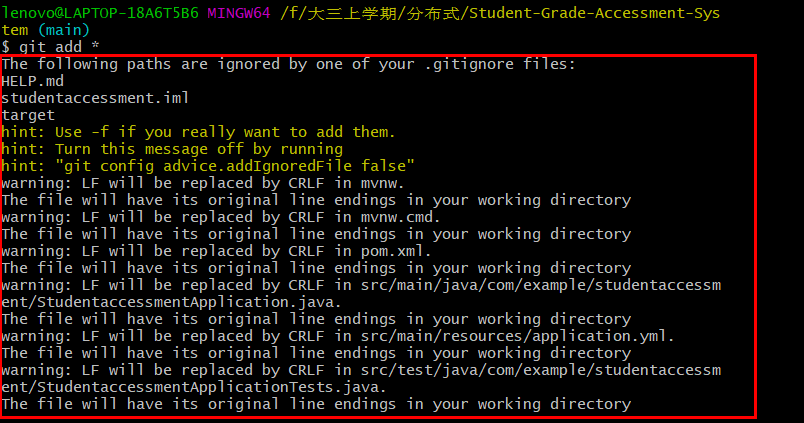 lenovo@LAPTOP-18A6T5B6 MINGW64 /f/大三上学期/分布式/Student-Grade-Accessment-Sys
tem (main)
$ git add *
The following paths are ignored by one of your .gitignore files:
HELP.md
studentaccessment.iml
target
hint: Use -f if you really want to add them.
hint: Turn this message off by running
hint: "git config advice.addIgnoredFile false"
warning: LF will be replaced by CRLF in mvnw.
The file will have its original line endings in your working directory
warning: LF will be replaced by CRLF in mvnw.cmd.
The file will have its original line endings in your working directory
warning: LF will be replaced by CRLF in pom.xml.
The file will have its original line endings in your working directory
warning: LF will be replaced by CRLF in src/main/java/com/example/studentaccessm
ent/StudentaccessmentApplication.java.
The file will have its original line endings in your working directory
warning: LF will be replaced by CRLF in src/main/resources/application.yml.
The file will have its original line endings in your working directory
warning: LF will be replaced by CRLF in src/test/java/com/example/studentaccessm
ent/StudentaccessmentApplicationTests.java.
The file will have its original line endings in your working directory